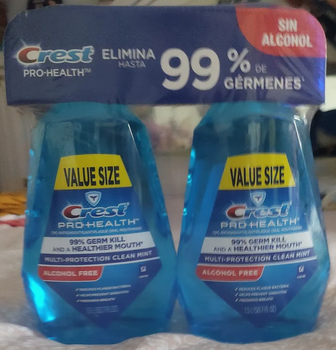 Crest
PRO-HEALTH™
ELIMINA
HASTA
99%
DE
GÉRMENES
SIN
ALCOHOL
VALUE SIZE
Crest
PRO-HEALTH
99% GERM KILL
AND A HEALTHIER MOUTH
MULTI-PROTECTION CLEAN MINT
ALCOHOL FREE
VALUE SIZE
Crest
PRO-HEALTH
99% GERM KILL
AND A HEALTHIER MOUTH
MULTI-PROTECTION CLEAN MINT
ALCOHOL FREE